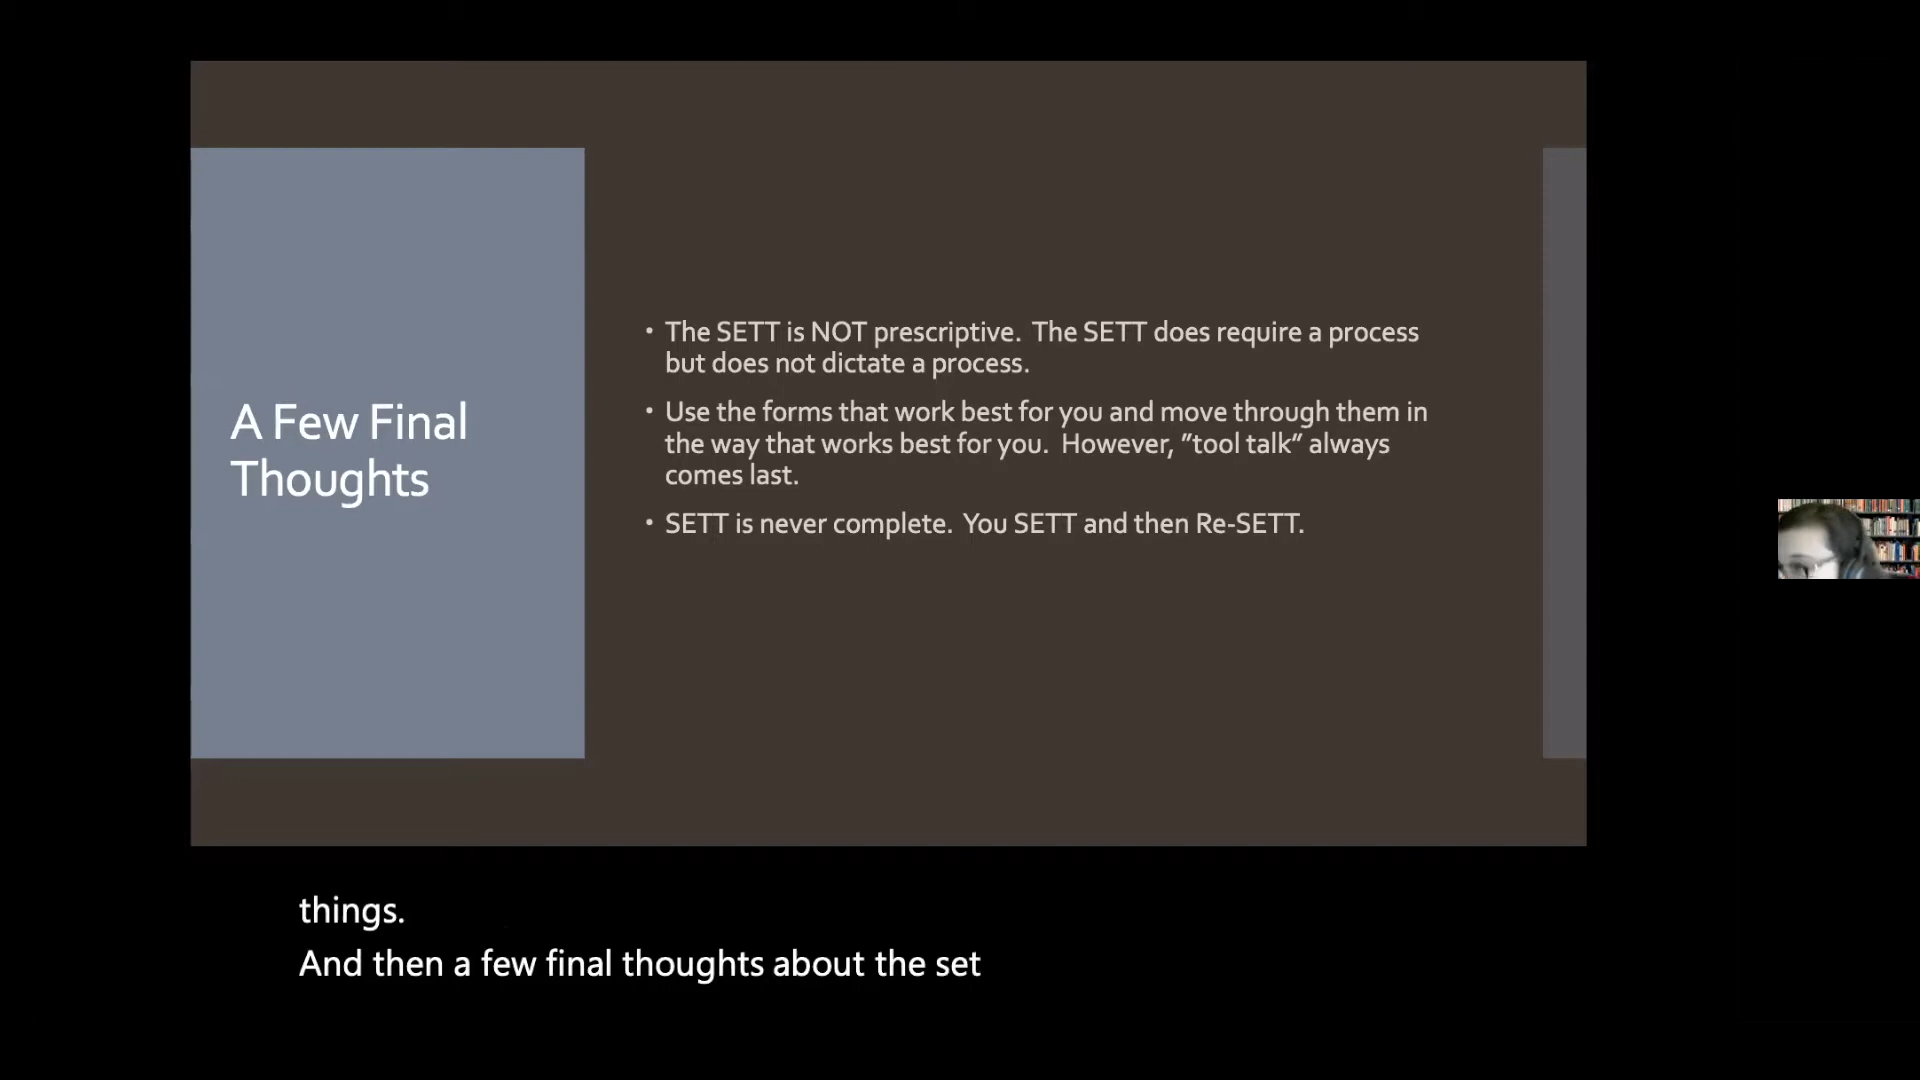 A Few Final
Thoughts
• The SETT is NOT prescriptive. The SETT does require a process
but does not dictate a process.
• Use the forms that work best for you and move through them in
the way that works best for you. However, ”tool talk” always
comes last.
• SETT is never complete. You SETT and then Re-SETT.
things.
And then a few final thoughts about the set